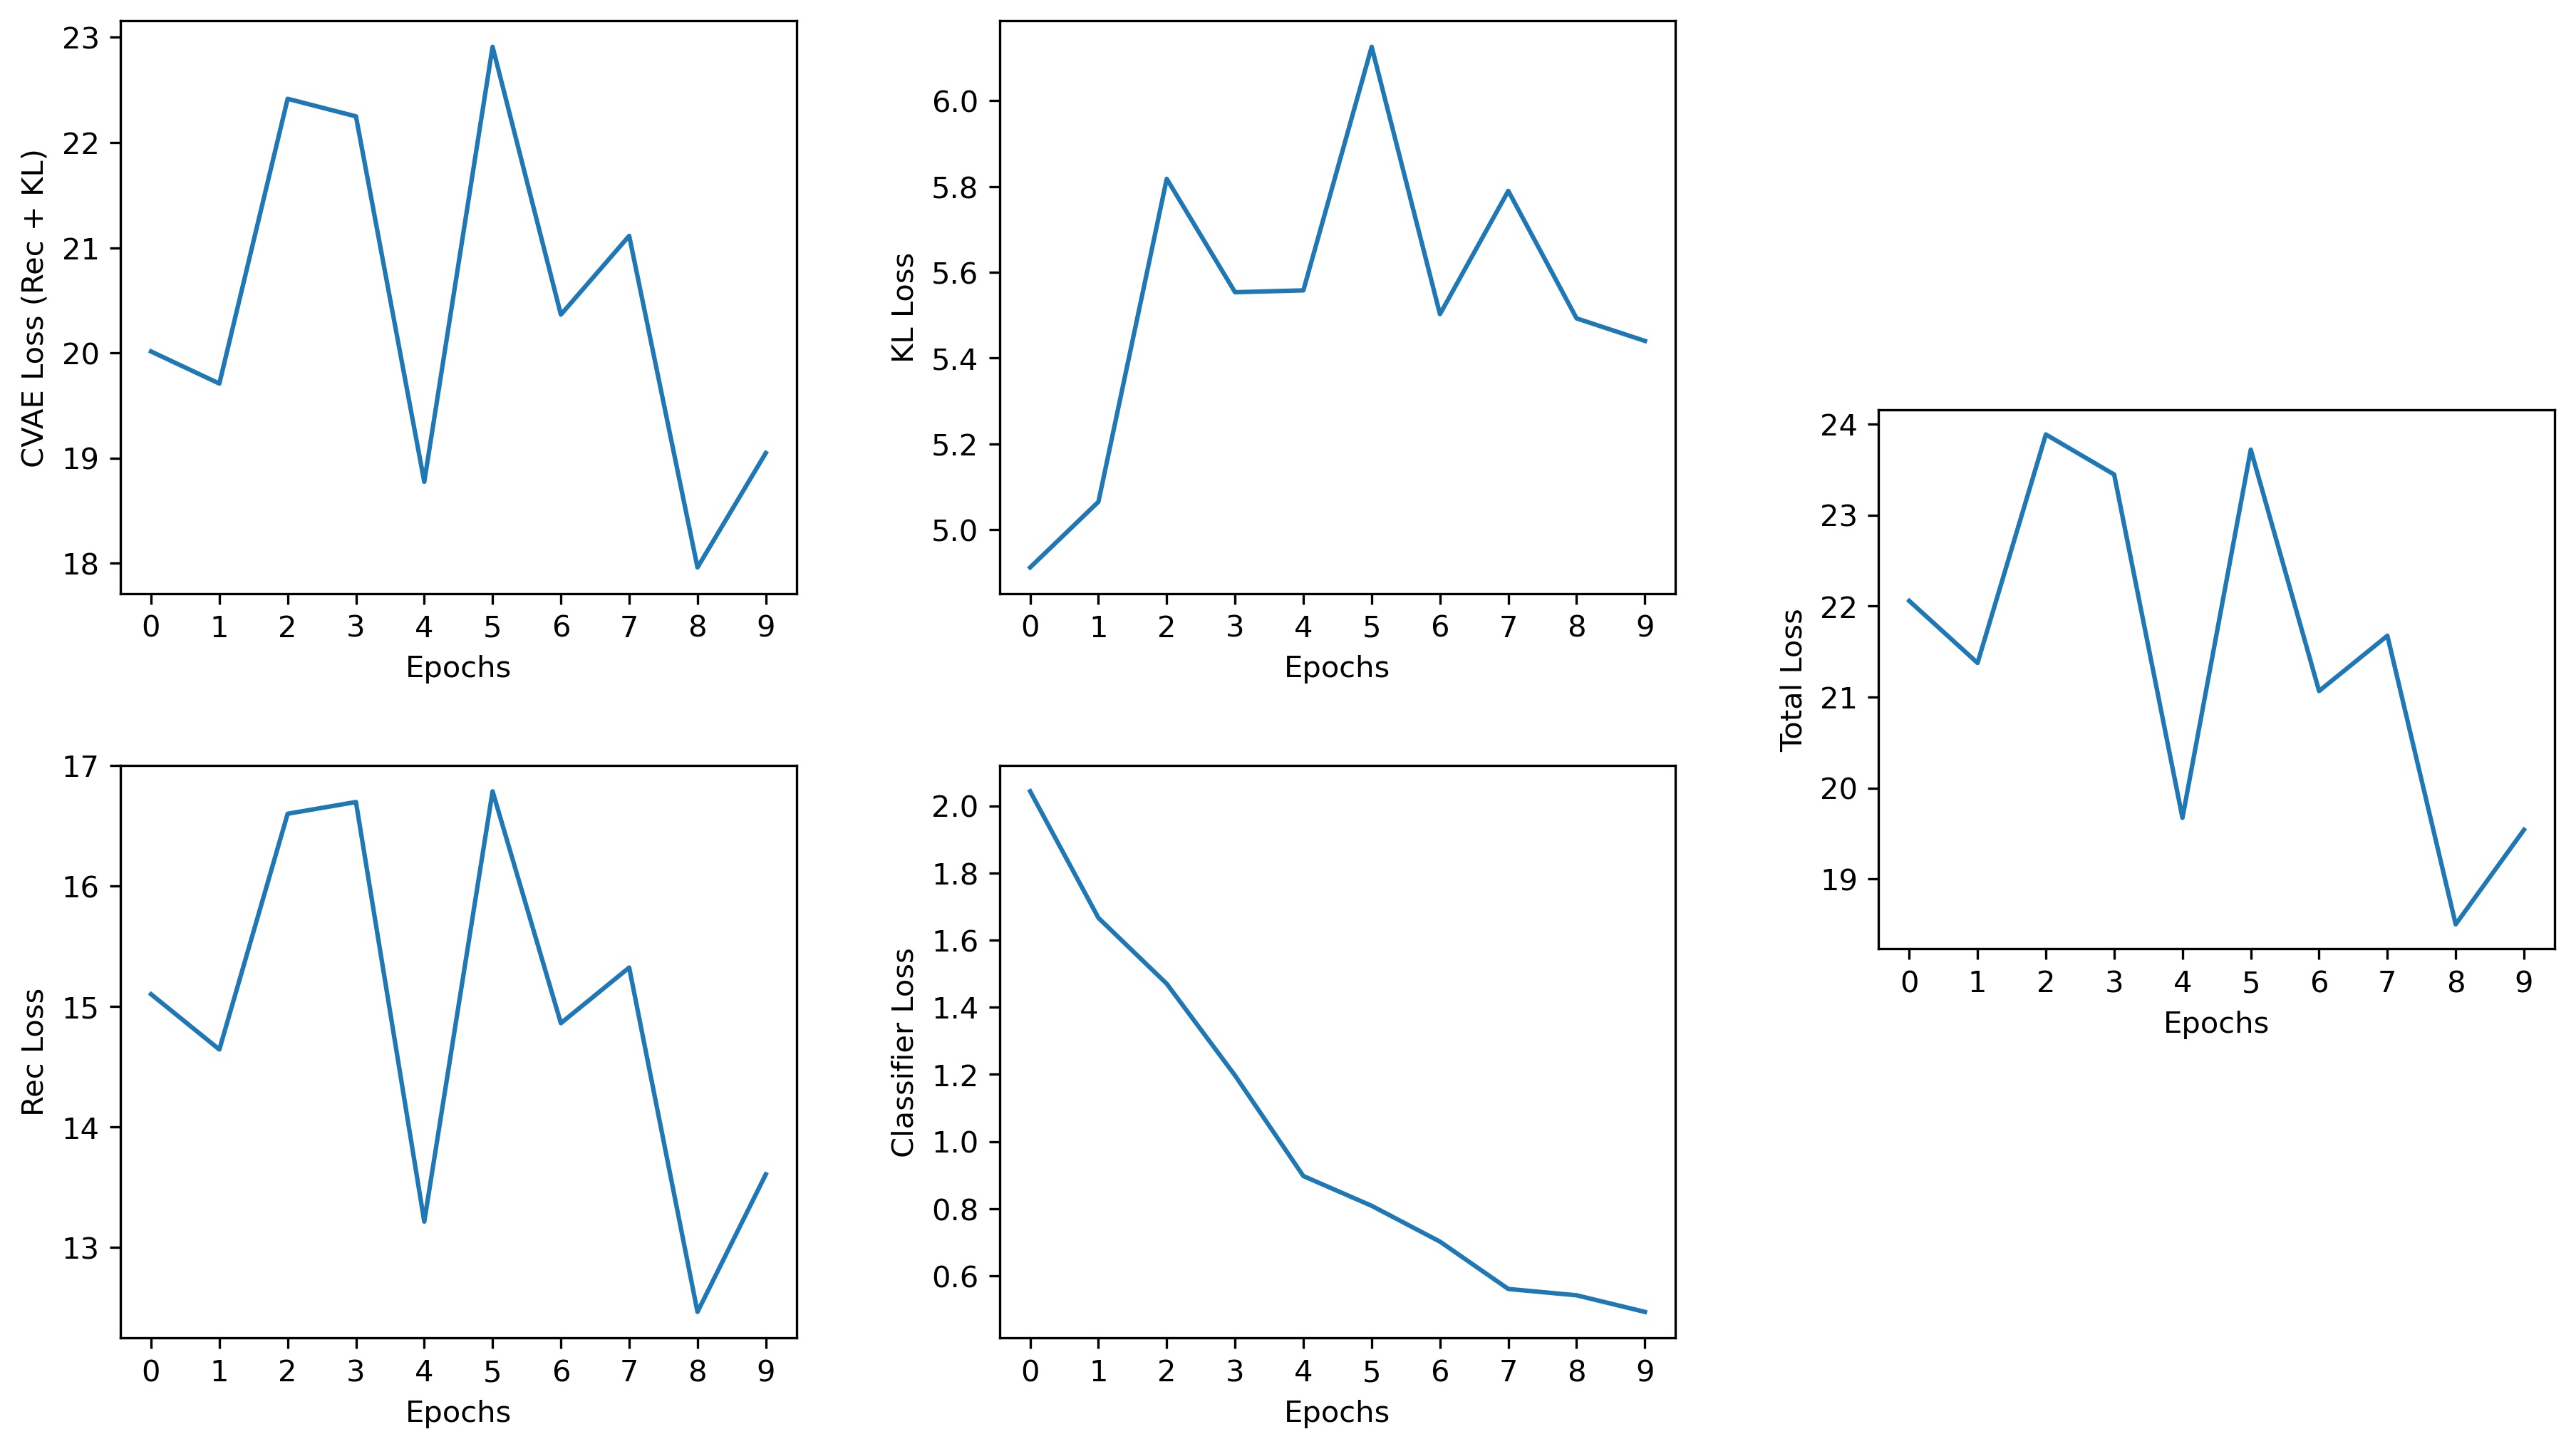 CVAE Loss (Rec + KL)
23
22
21
20
19
18
0 1 2 3 4 5 6 7 8 9
Epochs
KL Loss
6.0
5.8
5.6
5.4
5.2
5.0
0 1 2 3 4 5 6 7 8 9
Epochs
Rec Loss
17
16
15
14
13
0 1 2 3 4 5 6 7 8 9
Epochs
Classifier Loss
2.0
1.8
1.6
1.4
1.2
1.0
0.8
0.6
0 1 2 3 4 5 6 7 8 9
Epochs
Total Loss
24
23
22
21
20
19
0 1 2 3 4 5 6 7 8 9
Epochs